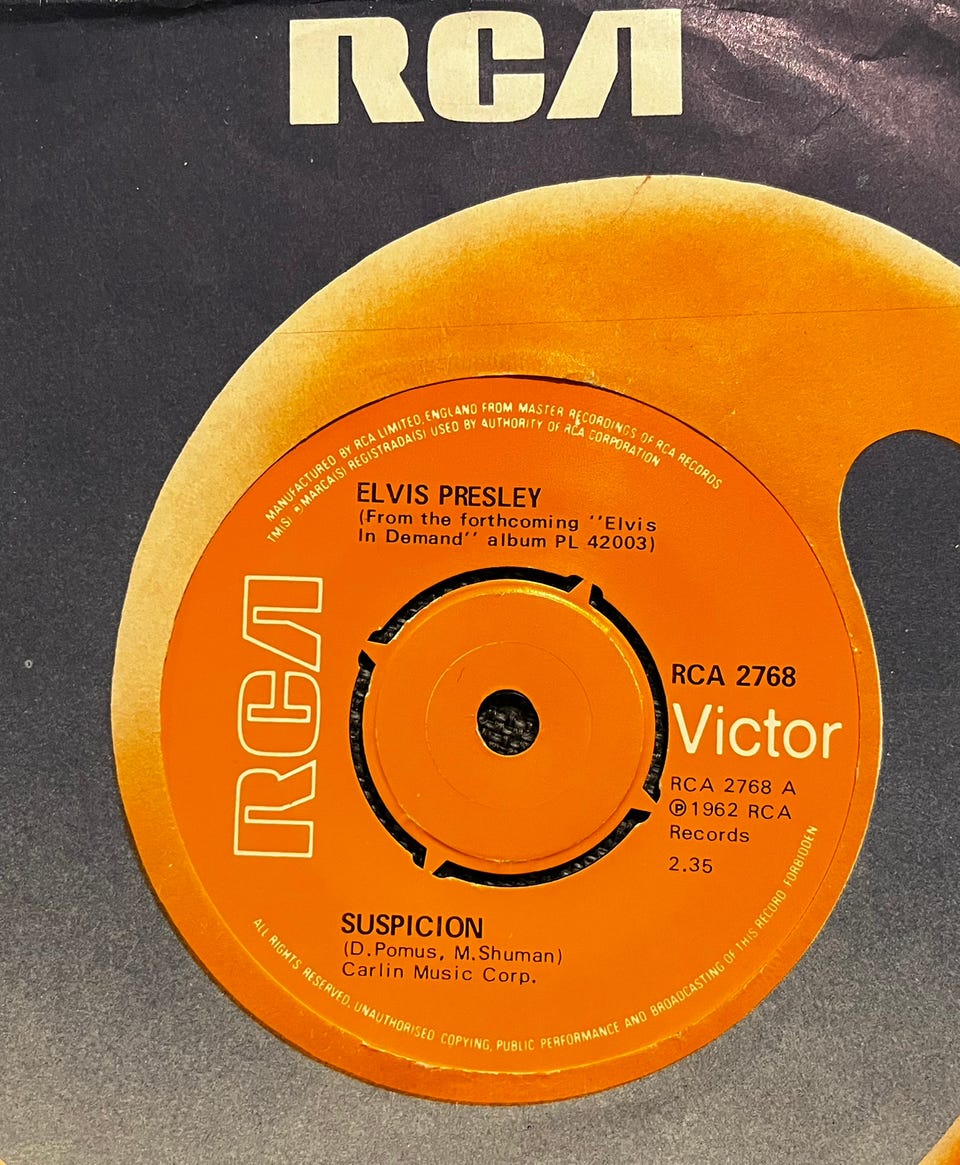 RCA
MANUFACTURED BY RCA LIMITED, ENGLAND FROM MASTER RECORDINGS OF RCA RECORDS
TM(S) ® MARCA(S) REGISTRADA(S) USED BY AUTHORITY OF RCA CORPORATION
ELVIS PRESLEY
(From the forthcoming ''Elvis
In Demand'' album PL 42003)
RCA
RCA 2768
Victor
RCA 2768 A
℗ 1962 RCA
Records
2.35
SUSPICION
(D.Pomus, M.Shuman)
Carlin Music Corp.
ALL RIGHTS RESERVED. UNAUTHORISED COPYING, PUBLIC PERFORMANCE AND BROADCASTING OF THIS RECORD FORBIDDEN